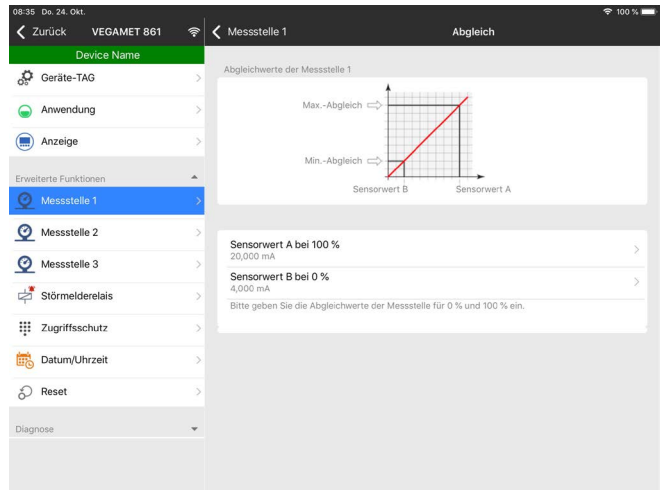 08:35 Do. 24. Okt.
100 %
Zurück
VEGAMET 861
Messstelle 1
Abgleich
Device Name
Geräte-TAG
Anwendung
Anzeige
Erweiterte Funktionen
Messstelle 1
Messstelle 2
Messstelle 3
Störmelderelais
Zugriffsschutz
Datum/Uhrzeit
Reset
Diagnose
Abgleichwerte der Messstelle 1
Max.-Abgleich
Min.-Abgleich
Sensorwert B
Sensorwert A
Sensorwert A bei 100 %
20,000 mA
Sensorwert B bei 0 %
4,000 mA
Bitte geben Sie die Abgleichwerte der Messstelle für 0 % und 100 % ein.